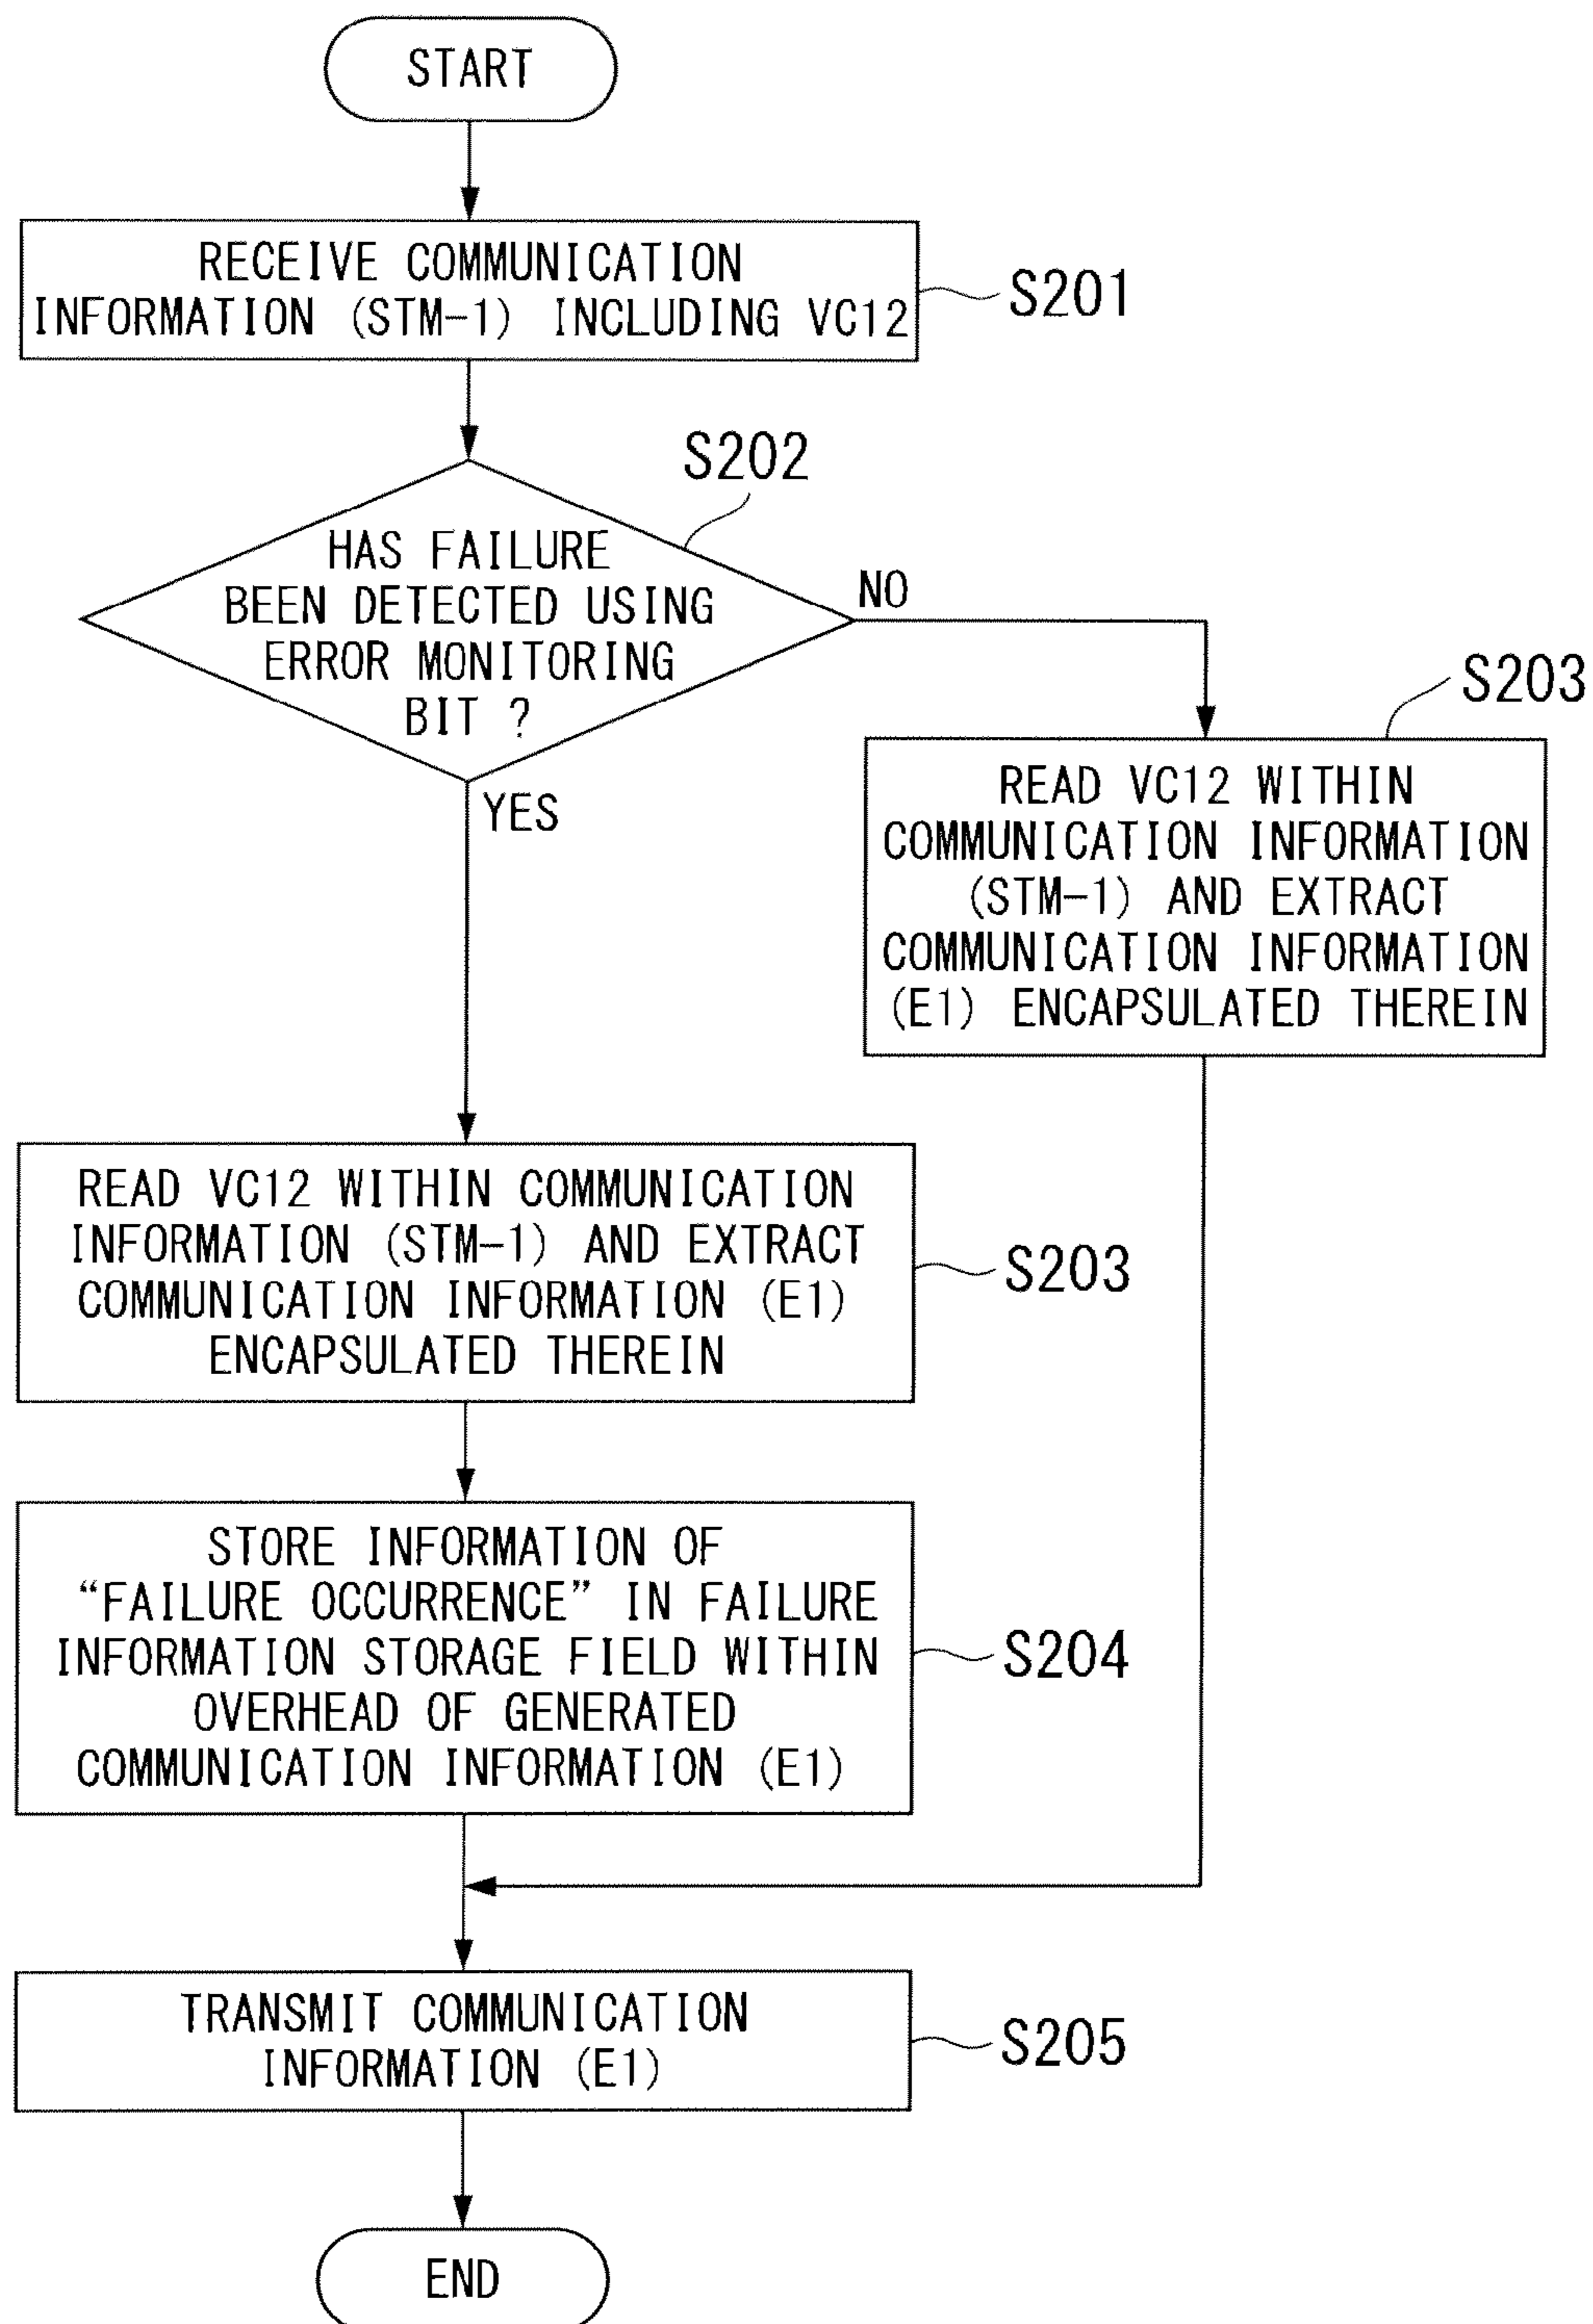 START
RECEIVE COMMUNICATION
INFORMATION (STM-1) INCLUDING VC12
S201
S202
HAS FAILURE
BEEN DETECTED USING
ERROR MONITORING
BIT ?
NO
YES
S203
READ VC12 WITHIN
COMMUNICATION INFORMATION
(STM-1) AND EXTRACT
COMMUNICATION INFORMATION
(E1) ENCAPSULATED THEREIN
READ VC12 WITHIN COMMUNICATION
INFORMATION (STM-1) AND EXTRACT
COMMUNICATION INFORMATION (E1)
ENCAPSULATED THEREIN
S203
STORE INFORMATION OF
“FAILURE OCCURRENCE” IN FAILURE
INFORMATION STORAGE FIELD WITHIN
OVERHEAD OF GENERATED
COMMUNICATION INFORMATION (E1)
S204
TRANSMIT COMMUNICATION
INFORMATION (E1)
S205
END